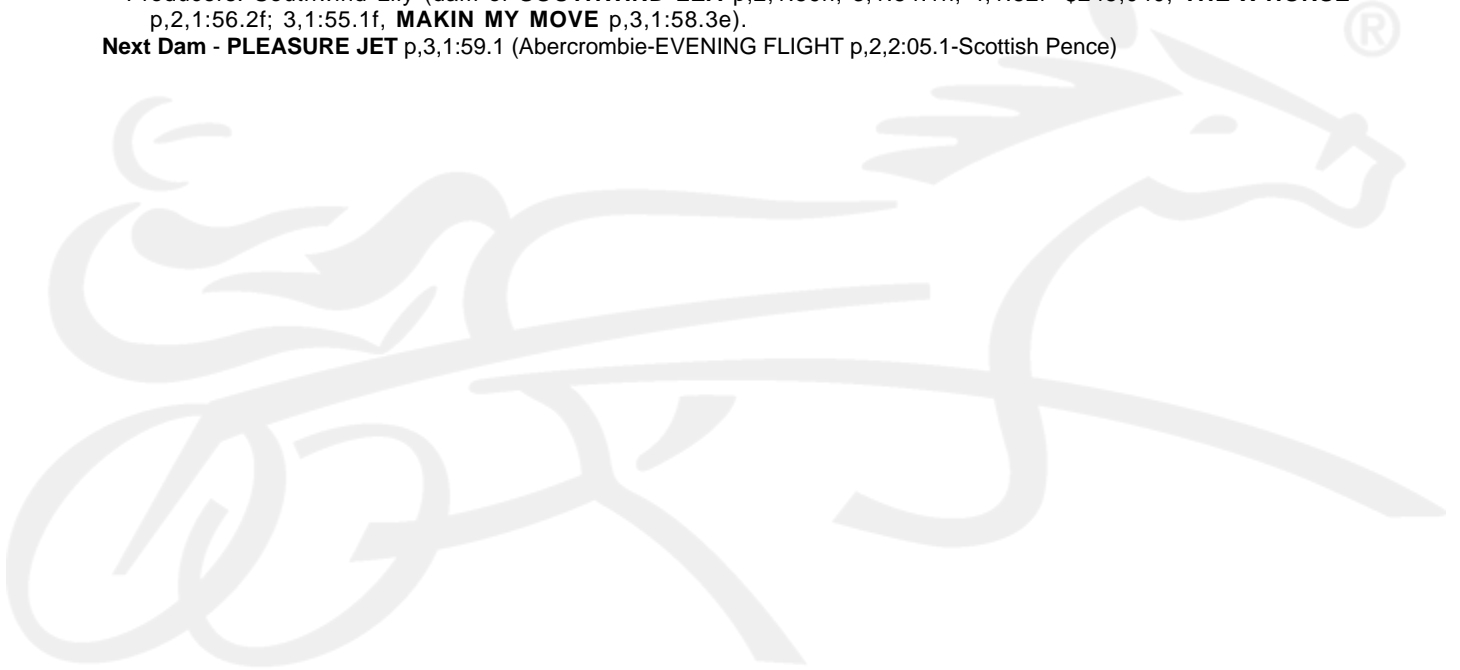 p,2,1:56.2f; 3,1:55.1f, MAKIN MY MOVE p,3,1:58.3e).
Next Dam - PLEASURE JET p,3,1:59.1 (Abercrombie-EVENING FLIGHT p,2,2:05.1-Scottish Pence)
®